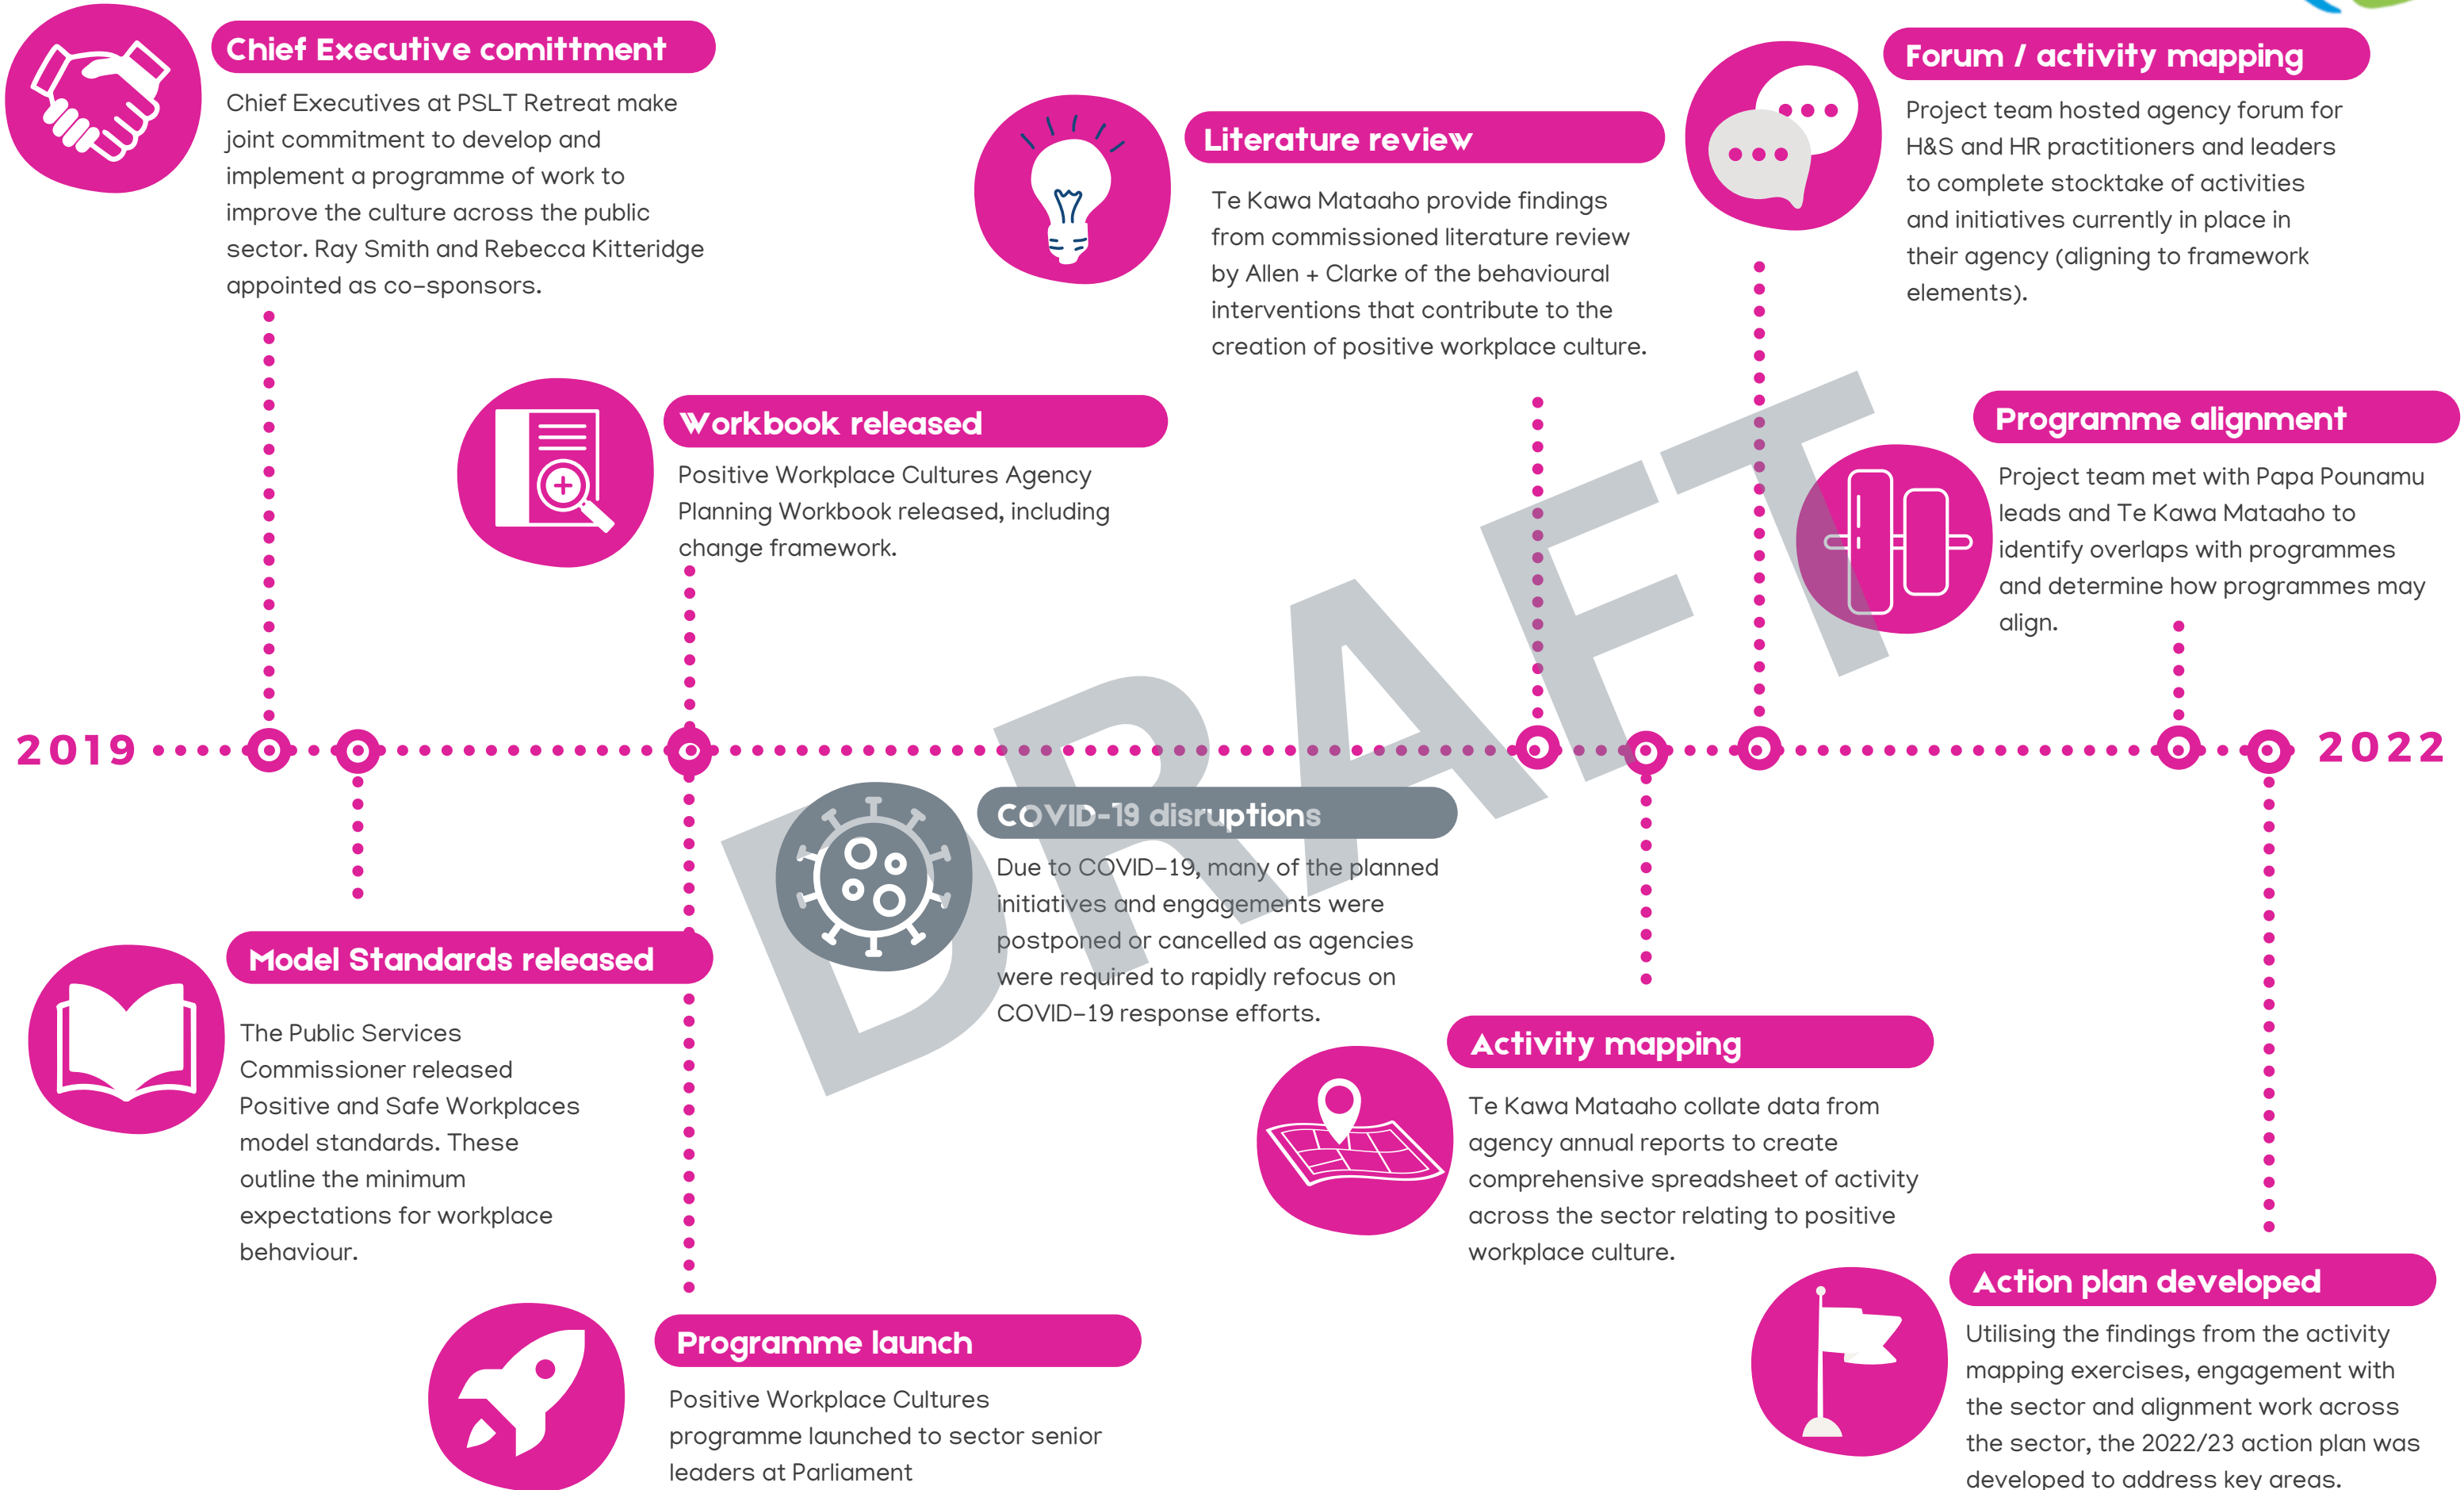 Chief Executive comittment
Chief Executives at PSLT Retreat make
joint commitment to develop and
implement a programme of work to
improve the culture across the public
sector. Ray Smith and Rebecca Kitteridge
appointed as co-sponsors.
Workbook released
Positive Workplace Cultures Agency
Planning Workbook released, including
change framework.
Literature review
Te Kawa Mataaho provide findings
from commissioned literature review
by Allen + Clarke of the behavioural
interventions that contribute to the
creation of positive workplace culture.
Forum / activity mapping
Project team hosted agency forum for
H&S and HR practitioners and leaders
to complete stocktake of activities
and initiatives currently in place in
their agency (aligning to framework
elements).
Programme alignment
Project team met with Papa Pounamu
leads and Te Kawa Mataaho to
identify overlaps with programmes
and determine how programmes may
align.
2019
2022
DRAFT
Model Standards released
The Public Services
Commissioner released
Positive and Safe Workplaces
model standards. These
outline the minimum
expectations for workplace
behaviour.
Programme launch
Positive Workplace Cultures
programme launched to sector senior
leaders at Parliament
COVID-19 disruptions
Due to COVID-19, many of the planned
initiatives and engagements were
postponed or cancelled as agencies
were required to rapidly refocus on
COVID-19 response efforts.
Activity mapping
Te Kawa Mataaho collate data from
agency annual reports to create
comprehensive spreadsheet of activity
across the sector relating to positive
workplace culture.
Action plan developed
Utilising the findings from the activity
mapping exercises, engagement with
the sector and alignment work across
the sector, the 2022/23 action plan was
developed to address key areas.